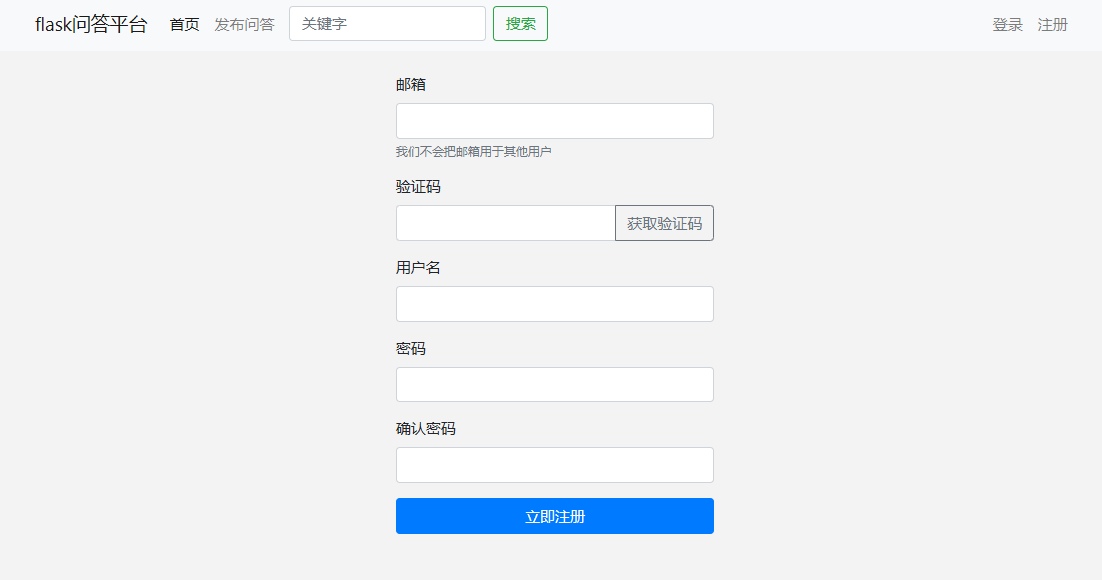 flask问答平台 首页 发布问答 关键字 搜索 登录 注册
邮箱
我们不会把邮箱用于其他用户
验证码
获取验证码
用户名
密码
确认密码
立即注册